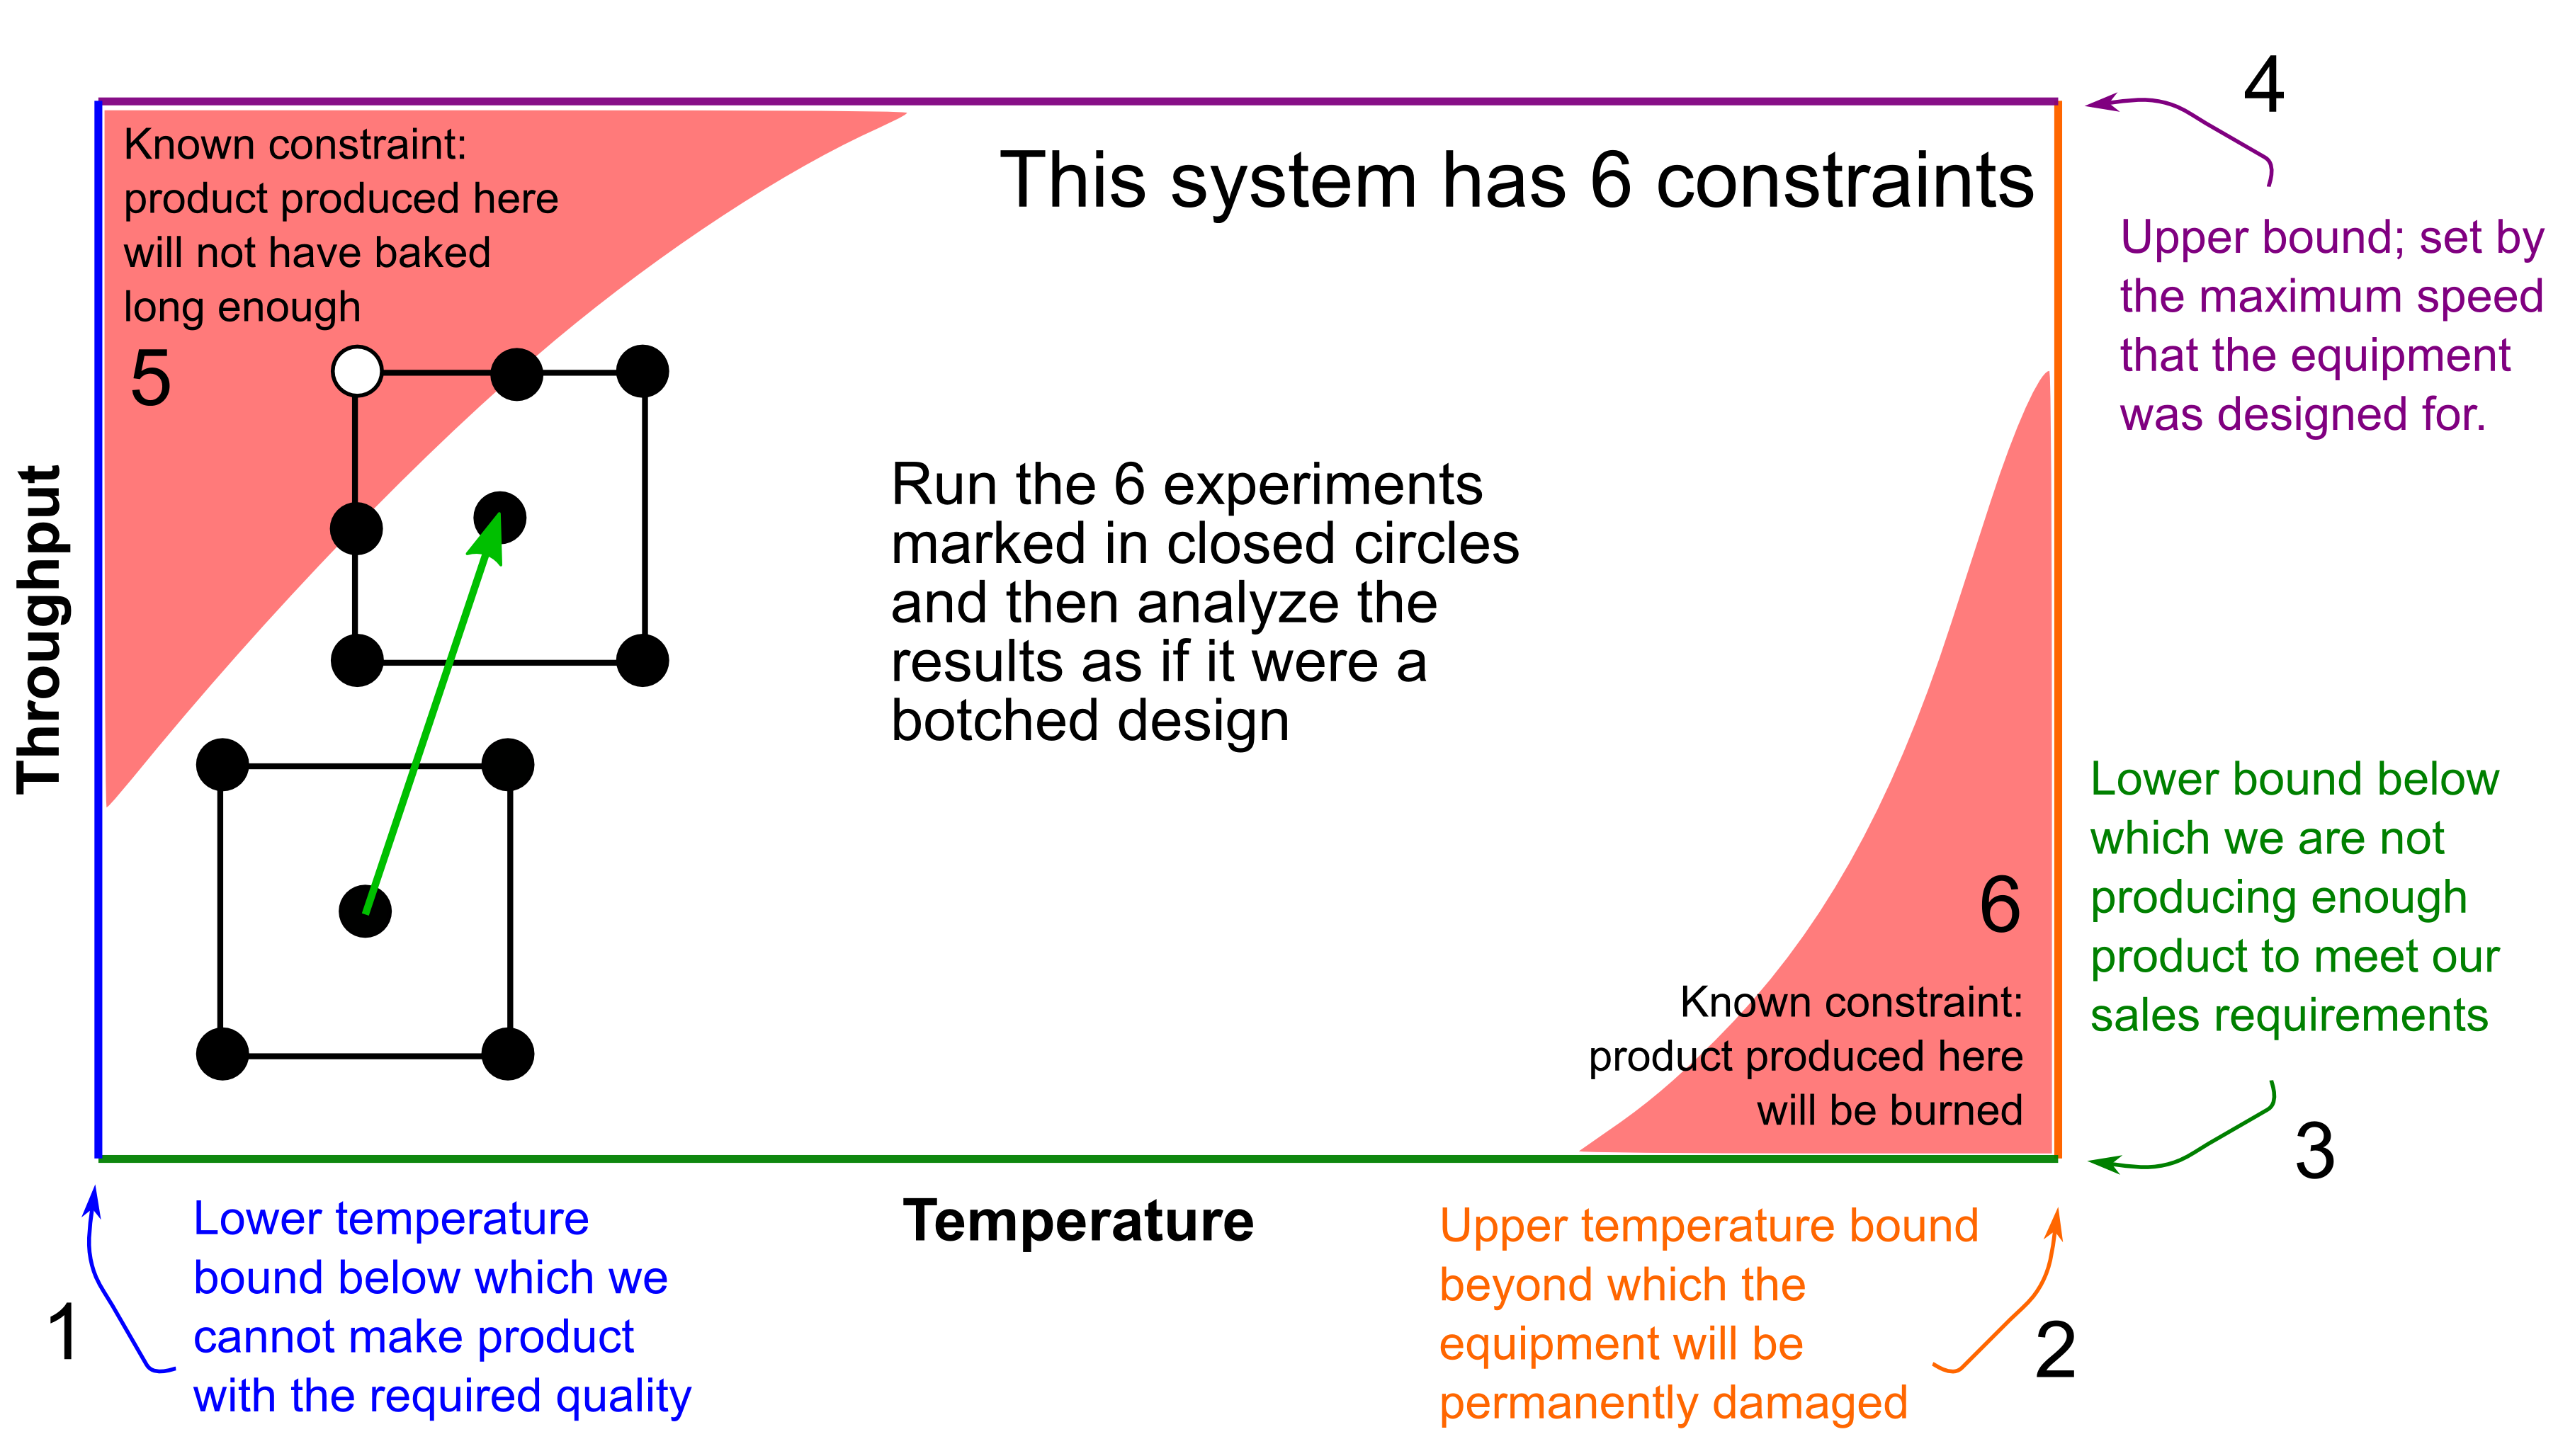 4
This system has 6 constraints
Known constraint:
product produced here
will not have baked
long enough
5
Upper bound; set by
the maximum speed
that the equipment
was designed for.
Throughput
Run the 6 experiments
marked in closed circles
and then analyze the
results as if it were a
botched design
Lower bound below
which we are not
producing enough
product to meet our
sales requirements
3
6
Known constraint:
product produced here
will be burned
Temperature
1
Lower temperature
bound below which we
cannot make product
with the required quality
Upper temperature bound
beyond which the
equipment will be
permanently damaged
2